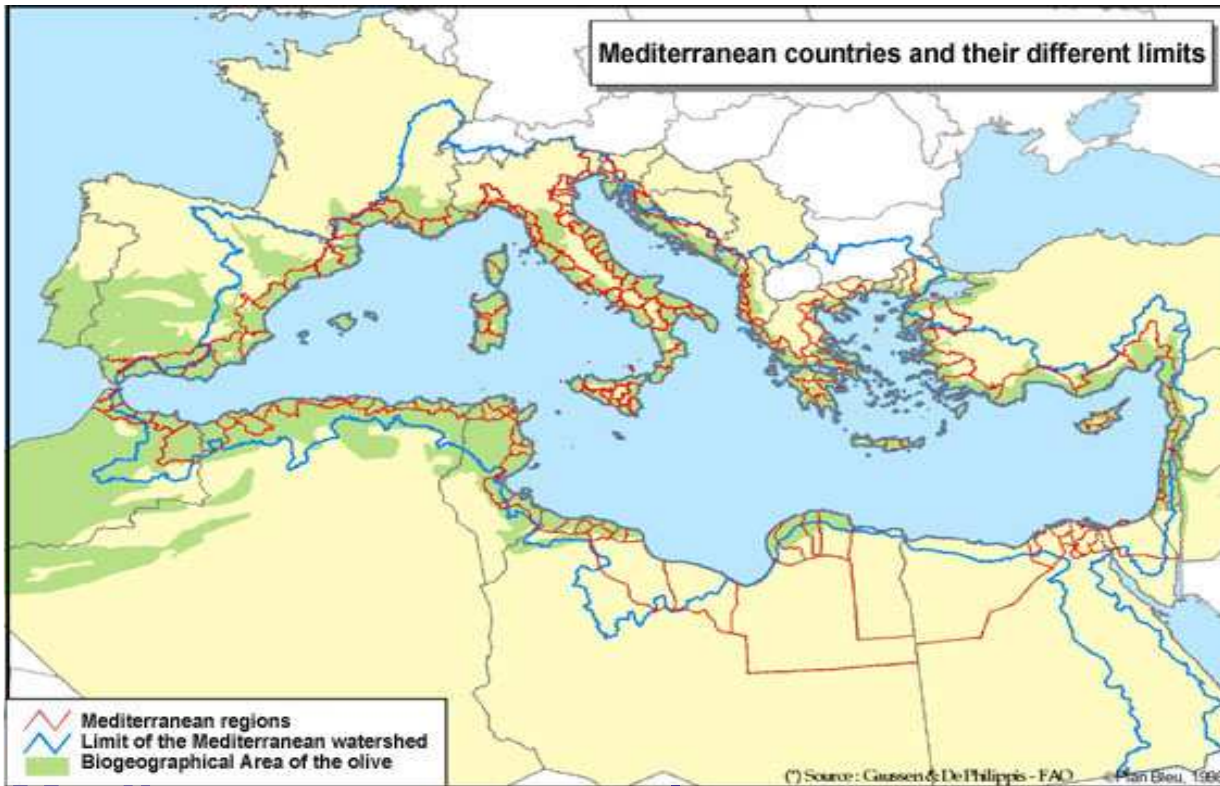 Mediterranean countries and their different limits
Mediterranean regions
Limit of the Mediterranean watershed
Biogeographical Area of the olive
(*) Source : Gaussen & De Philippis - FAO ©Plan Bleu,